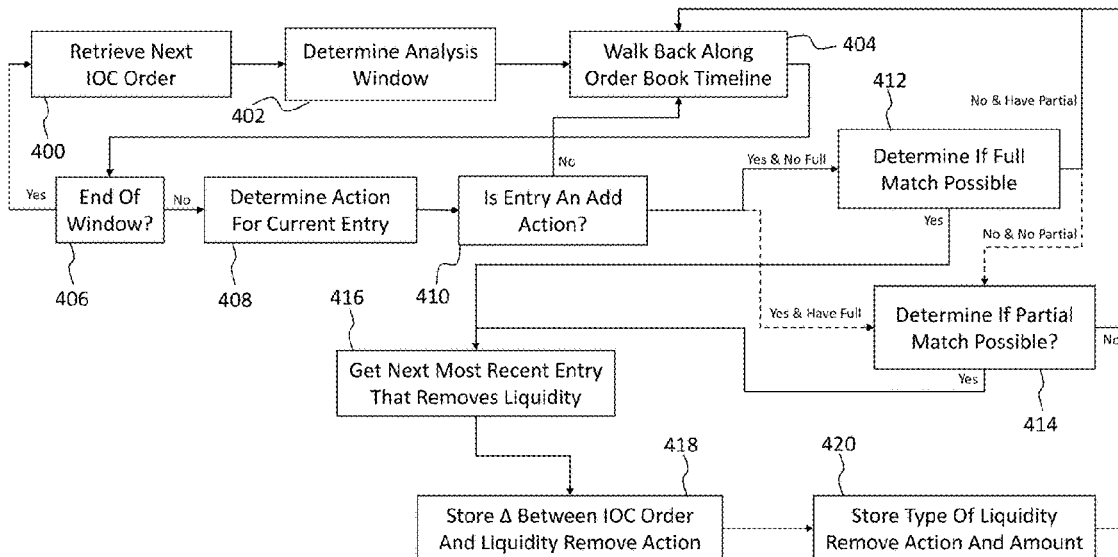 Retrieve Next
IOC Order
400
Determine Analysis
Window
402
Walk Back Along
Order Book Timeline
404
412
No & Have Partial
Determine If Full
Match Possible
Yes & No Full
No
Yes
End Of
Window?
406
No
Determine Action
For Current Entry
408
Is Entry An Add
Action?
410
Yes
No & No Partial
Yes & Have Full
Determine If Partial
Match Possible?
No
Yes
414
416
Get Next Most Recent Entry
That Removes Liquidity
418
Store Δ Between IOC Order
And Liquidity Remove Action
420
Store Type Of Liquidity
Remove Action And Amount